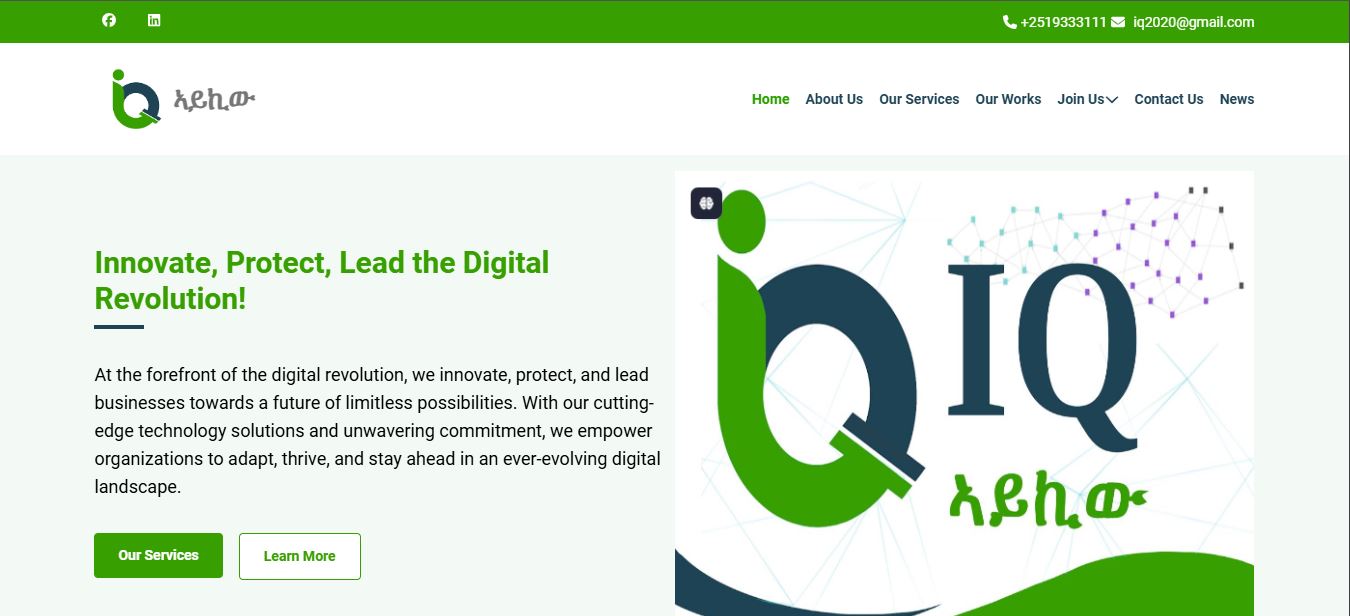 +2519333111 iq2020@gmail.com
iQ ኣይኪው
Home About Us Our Services Our Works Join Us Contact Us News
Innovate, Protect, Lead the Digital
Revolution!
At the forefront of the digital revolution, we innovate, protect, and lead
businesses towards a future of limitless possibilities. With our cutting-
edge technology solutions and unwavering commitment, we empower
organizations to adapt, thrive, and stay ahead in an ever-evolving digital
landscape.
Our Services Learn More
iQ
IQ
ኣይኪው